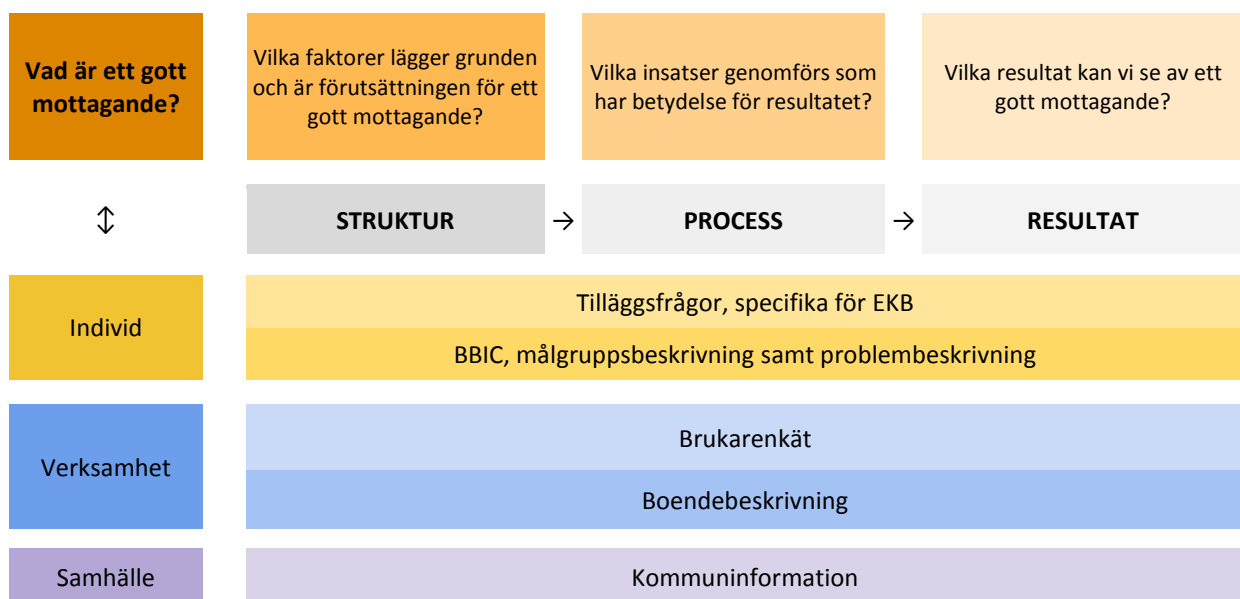 Vad är ett gott
mottagande?
Vilka faktorer lägger grunden
och är förutsättningen för ett
gott mottagande?
Vilka insatser genomförs som
har betydelse för resultatet?
Vilka resultat kan vi se av ett
gott mottagande?
↕
STRUKTUR
→
PROCESS
→
RESULTAT
Individ
Tilläggsfrågor, specifika för EKB
BBIC, målgruppsbeskrivning samt problembeskrivning
Verksamhet
Brukarenkät
Boendebeskrivning
Samhälle
Kommuninformation